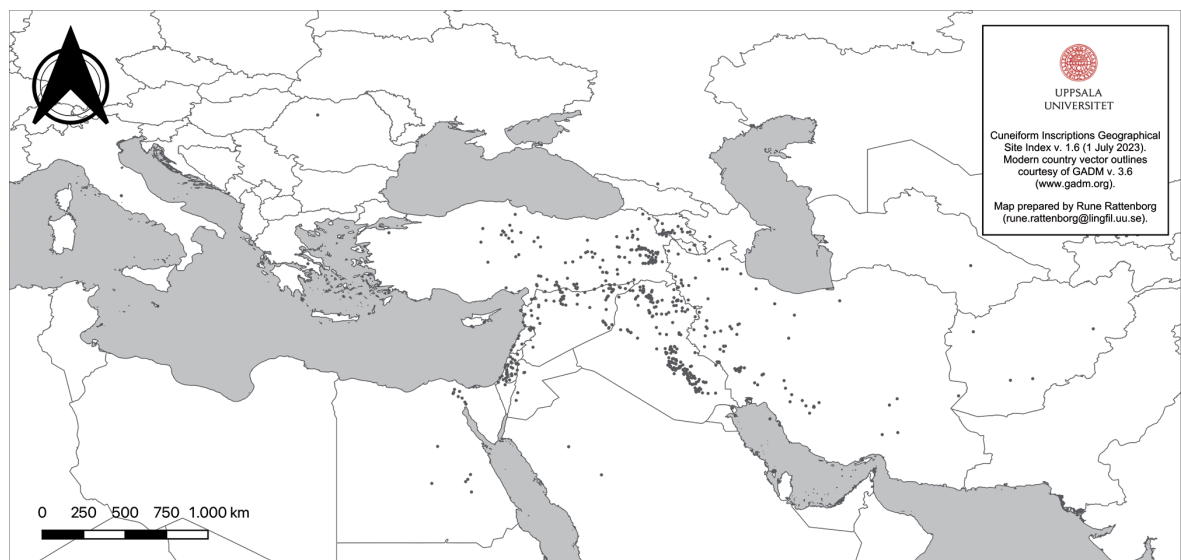 UPPSALA
UNIVERSITET
Cuneiform Inscriptions Geographical
Site Index v. 1.6 (1 July 2023).
Modern country vector outlines
courtesy of GADM v. 3.6
(www.gadm.org).
Map prepared by Rune Rattenborg
(rune.rattenborg@lingfil.uu.se).
0 250 500 750 1.000 km